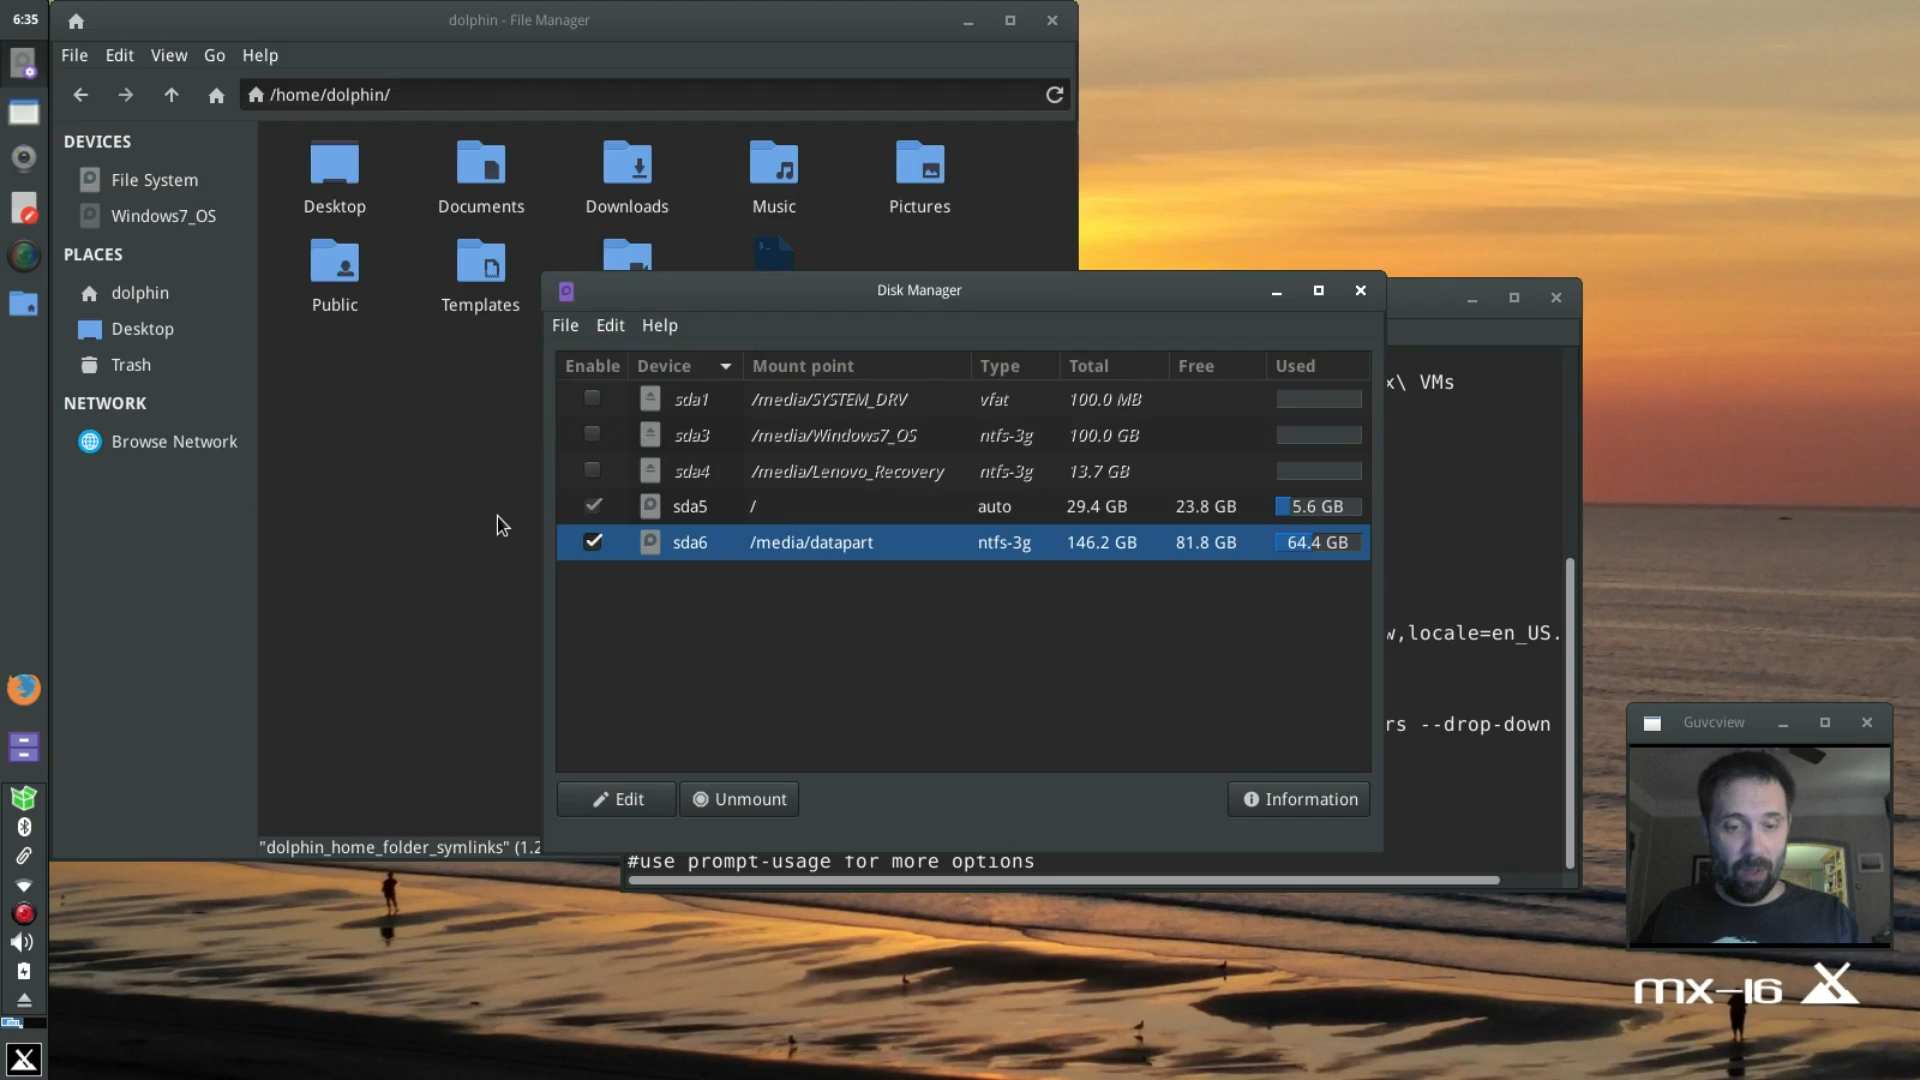 6:35
dolphin - File Manager
File Edit View Go Help
/home/dolphin/
DEVICES
File System
Windows7_OS
PLACES
dolphin
Desktop
Trash
NETWORK
Browse Network
Desktop Documents Downloads Music Pictures
Public Templates
"dolphin_home_folder_symlinks" (1.2
Disk Manager
File Edit Help
Enable Device Mount point Type Total Free Used
sda1 /media/SYSTEM_DRV vfat 100.0 MB
sda3 /media/Windows7_OS ntfs-3g 100.0 GB
sda4 /media/Lenovo_Recovery ntfs-3g 13.7 GB
sda5 / auto 29.4 GB 23.8 GB 5.6 GB
sda6 /media/datapart ntfs-3g 146.2 GB 81.8 GB 64.4 GB
Edit Unmount Information
x\ VMs
,locale=en_US.
rs --drop-down
#use prompt-usage for more options
Guvcview
mx-16